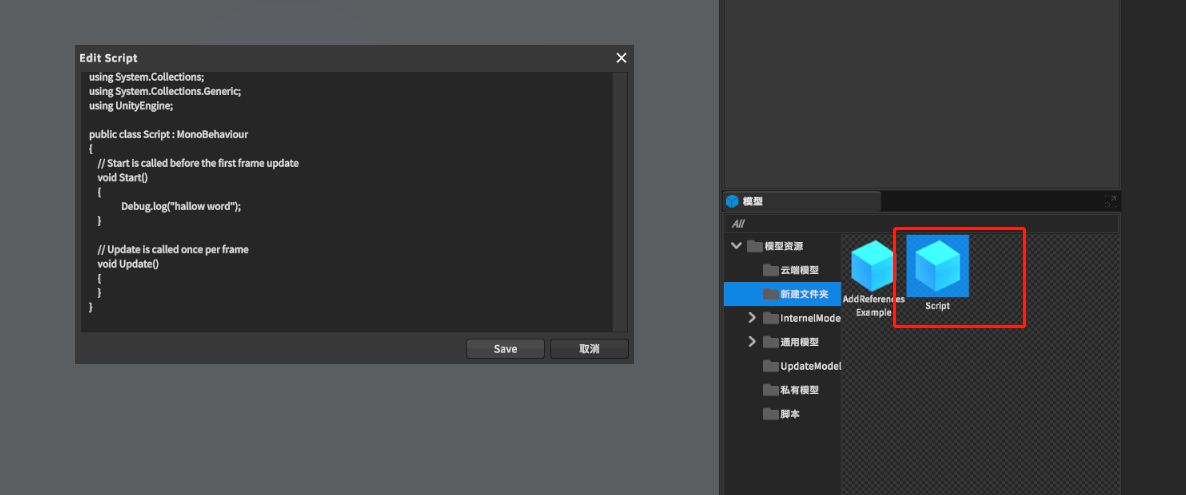 Edit Script
using System.Collections;
using System.Collections.Generic;
using UnityEngine;
public class Script : MonoBehaviour
{
// Start is called before the first frame update
void Start()
{
Debug.log("hallow word");
}
// Update is called once per frame
void Update()
{
}
}
Save
取消
模型
All
模型资源
云端模型
新建文件夹
InternelMode
通用模型
UpdateModel
私有模型
脚本
AddReferences
Example
Script